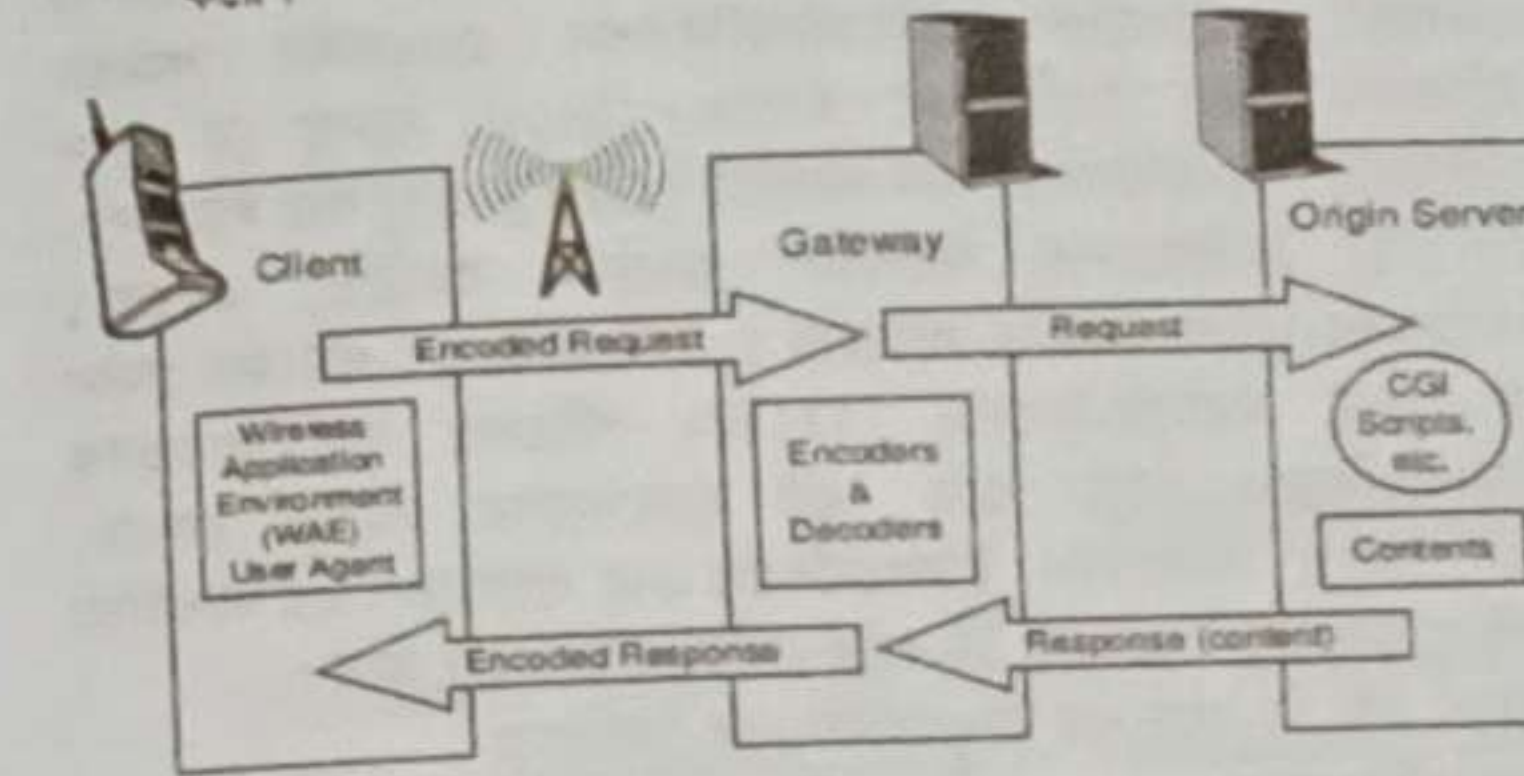 Origin Server
Gateway
Client
Encoded Request
Request
CGI
Scripts,
etc.
Wireless
Application
Environment
(WAE)
User Agent
Encoders
&
Decoders
Contents
Encoded Response
Response (content)